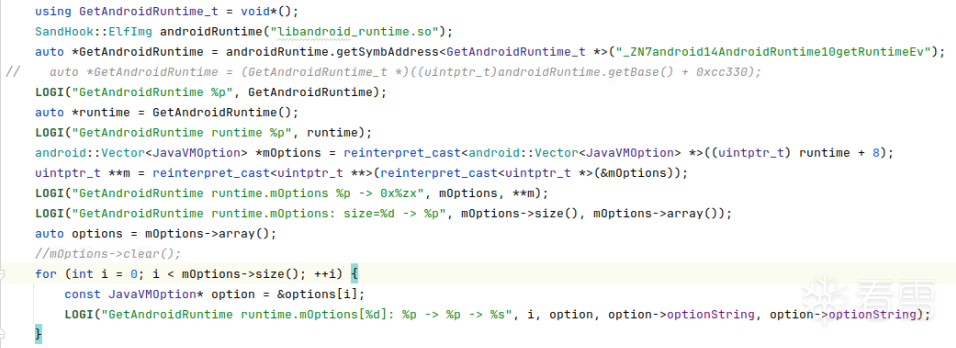 using GetAndroidRuntime_t = void*();
SandHook::ElfImg androidRuntime("libandroid_runtime.so");
auto *GetAndroidRuntime = androidRuntime.getSymbAddress<GetAndroidRuntime_t *>("_ZN7android14AndroidRuntime10getRuntimeEv");
//    auto *GetAndroidRuntime = (GetAndroidRuntime_t *)((uintptr_t)androidRuntime.getBase() + 0xcc330);
LOGI("GetAndroidRuntime %p", GetAndroidRuntime);
auto *runtime = GetAndroidRuntime();
LOGI("GetAndroidRuntime runtime %p", runtime);
android::Vector<JavaVMOption> *mOptions = reinterpret_cast<android::Vector<JavaVMOption> *>((uintptr_t) runtime + 8);
uintptr_t **m = reinterpret_cast<uintptr_t **>(reinterpret_cast<uintptr_t *>(&mOptions));
LOGI("GetAndroidRuntime runtime.mOptions %p -> 0x%zx", mOptions, **m);
LOGI("GetAndroidRuntime runtime.mOptions: size=%d -> %p", mOptions->size(), mOptions->array());
auto options = mOptions->array();
//mOptions->clear();
for (int i = 0; i < mOptions->size(); ++i) {
    const JavaVMOption* option = &options[i];
    LOGI("GetAndroidRuntime runtime.mOptions[%d]: %p -> %p -> %s", i, option, option->optionString, option->optionString);
}
看雪